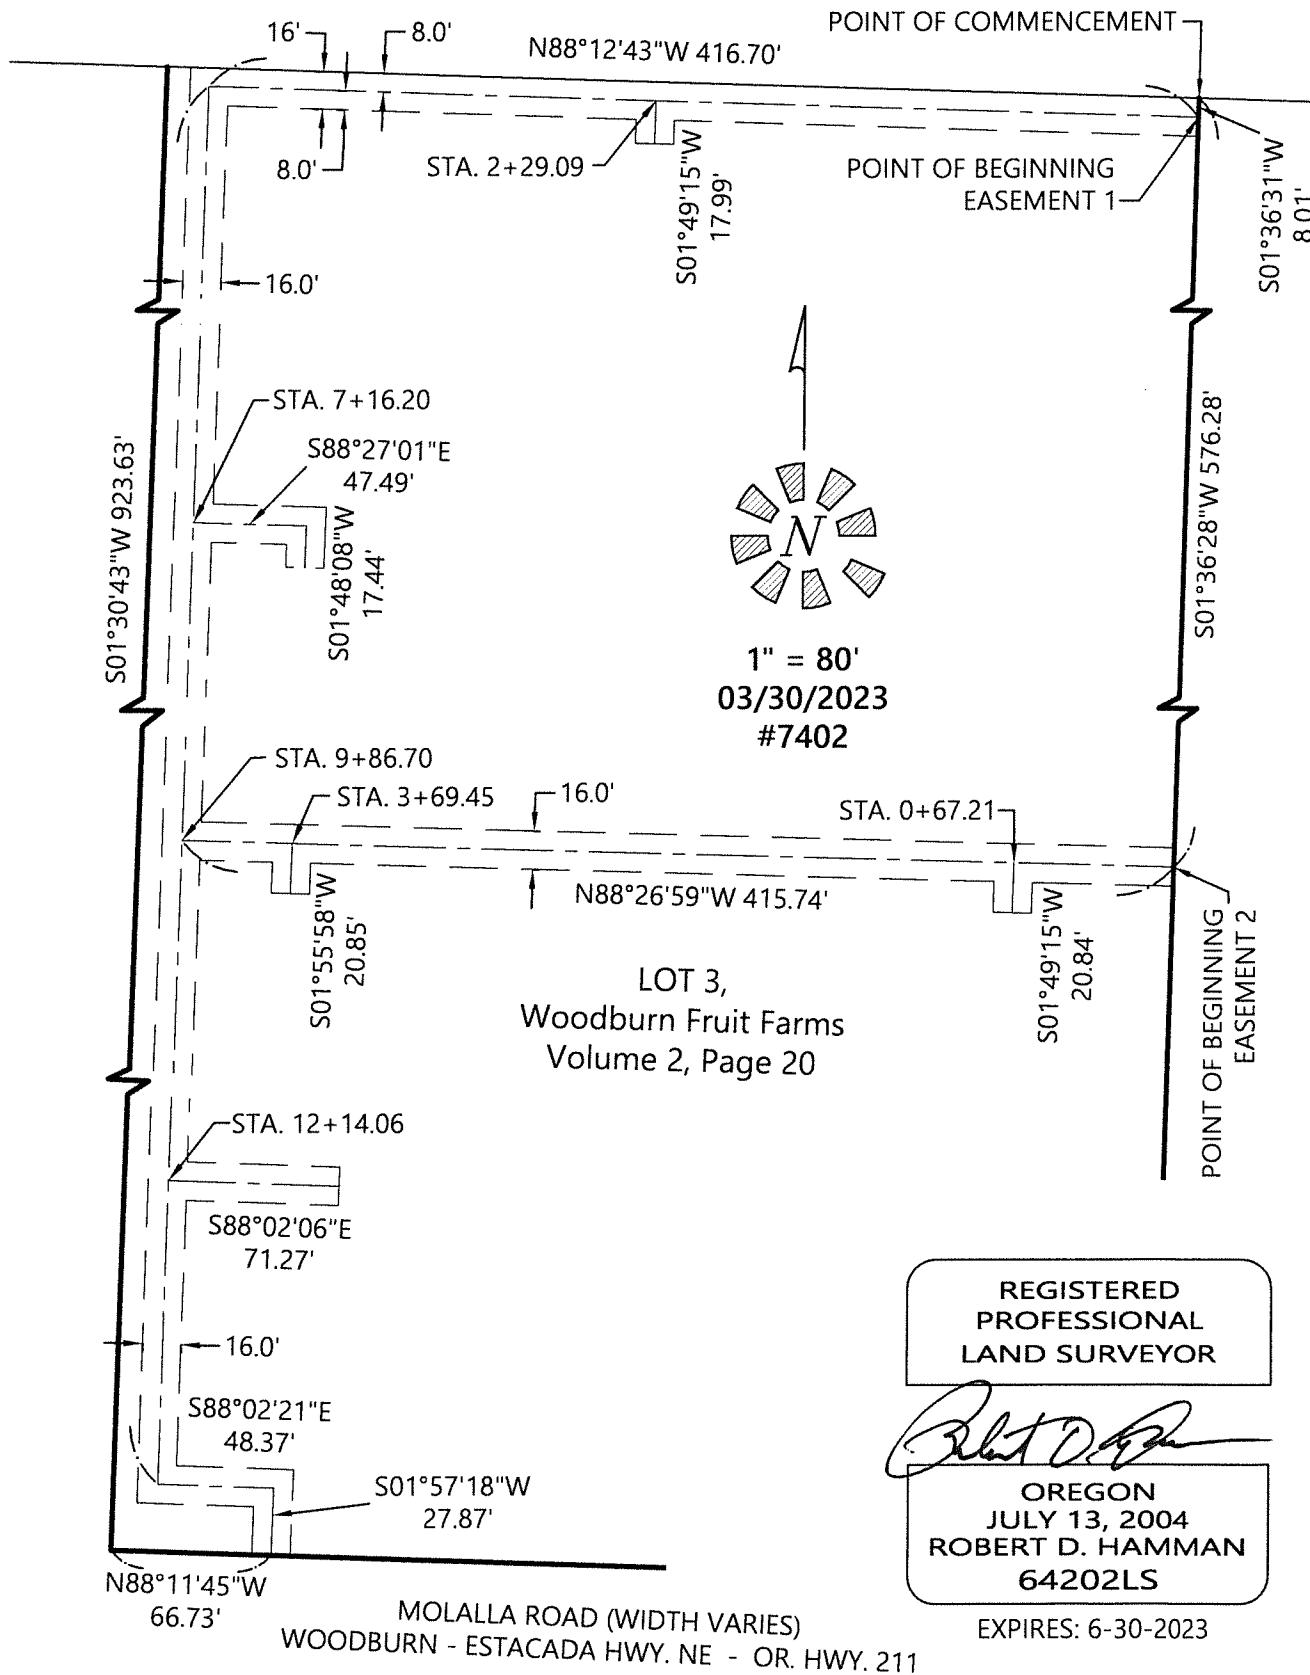 POINT OF COMMENCEMENT
16'
8.0'
N88°12'43"W 416.70'
8.0'
STA. 2+29.09
S01°49'15"W
17.99'
POINT OF BEGINNING
EASEMENT 1
S01°36'31"W
8.01'
16.0'
STA. 7+16.20
S88°27'01"E
47.49'
S01°48'08"W
17.44'
S01°30'43"W 923.63'
N
S01°36'28"W 576.28'
1" = 80'
03/30/2023
#7402
STA. 9+86.70
STA. 3+69.45
16.0'
STA. 0+67.21
N88°26'59"W 415.74'
S01°55'58"W
20.85'
S01°49'15"W
20.84'
POINT OF BEGINNING
EASEMENT 2
LOT 3,
Woodburn Fruit Farms
Volume 2, Page 20
STA. 12+14.06
S88°02'06"E
71.27'
16.0'
S88°02'21"E
48.37'
S01°57'18"W
27.87'
N88°11'45"W
66.73'
MOLALLA ROAD (WIDTH VARIES)
WOODBURN - ESTACADA HWY. NE - OR. HWY. 211
REGISTERED
PROFESSIONAL
LAND SURVEYOR
OREGON
JULY 13, 2004
ROBERT D. HAMMAN
64202LS
EXPIRES: 6-30-2023